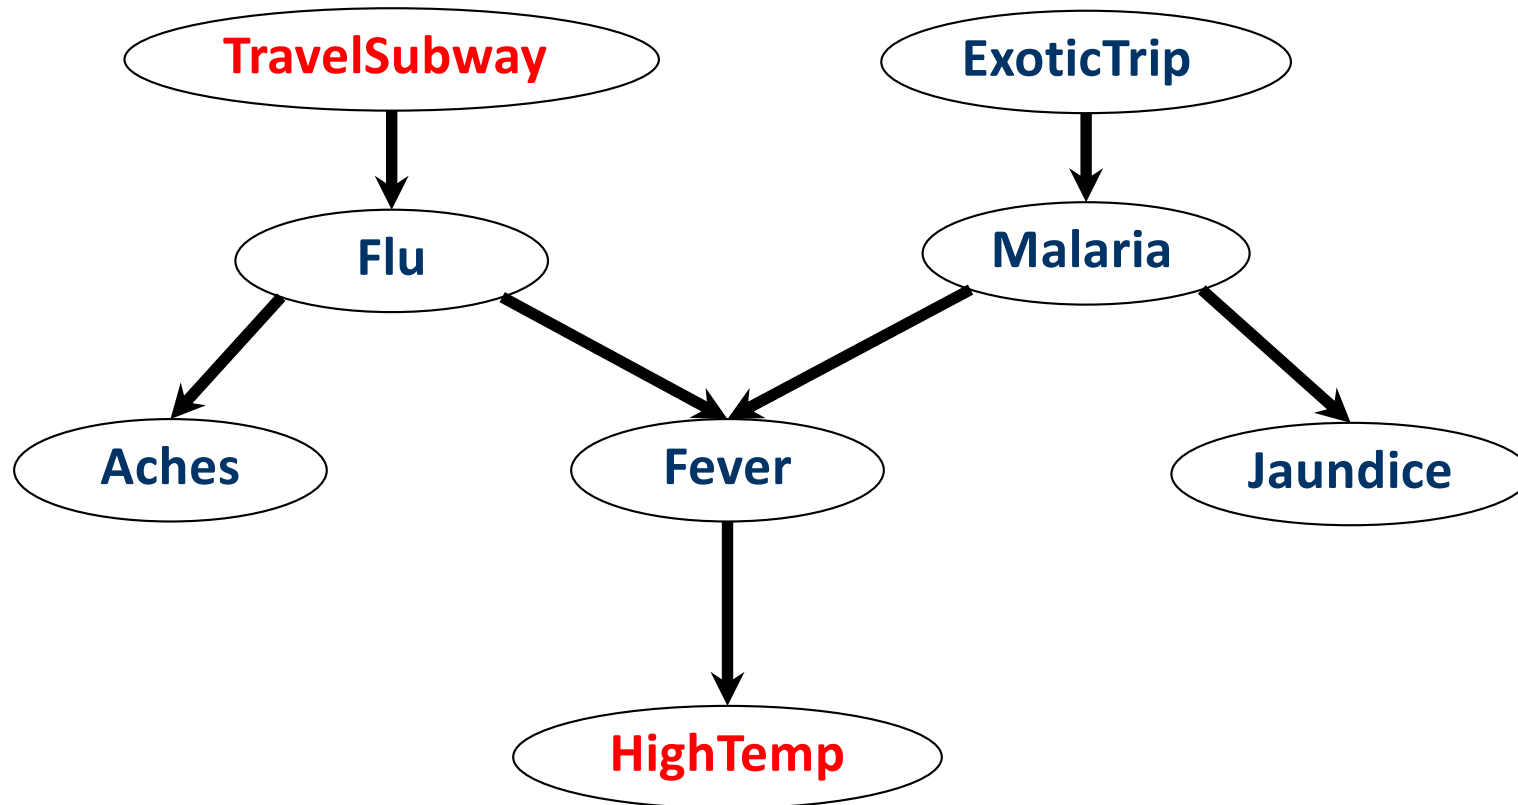 TravelSubway
ExoticTrip
Flu
Malaria
Aches
Fever
Jaundice
HighTemp